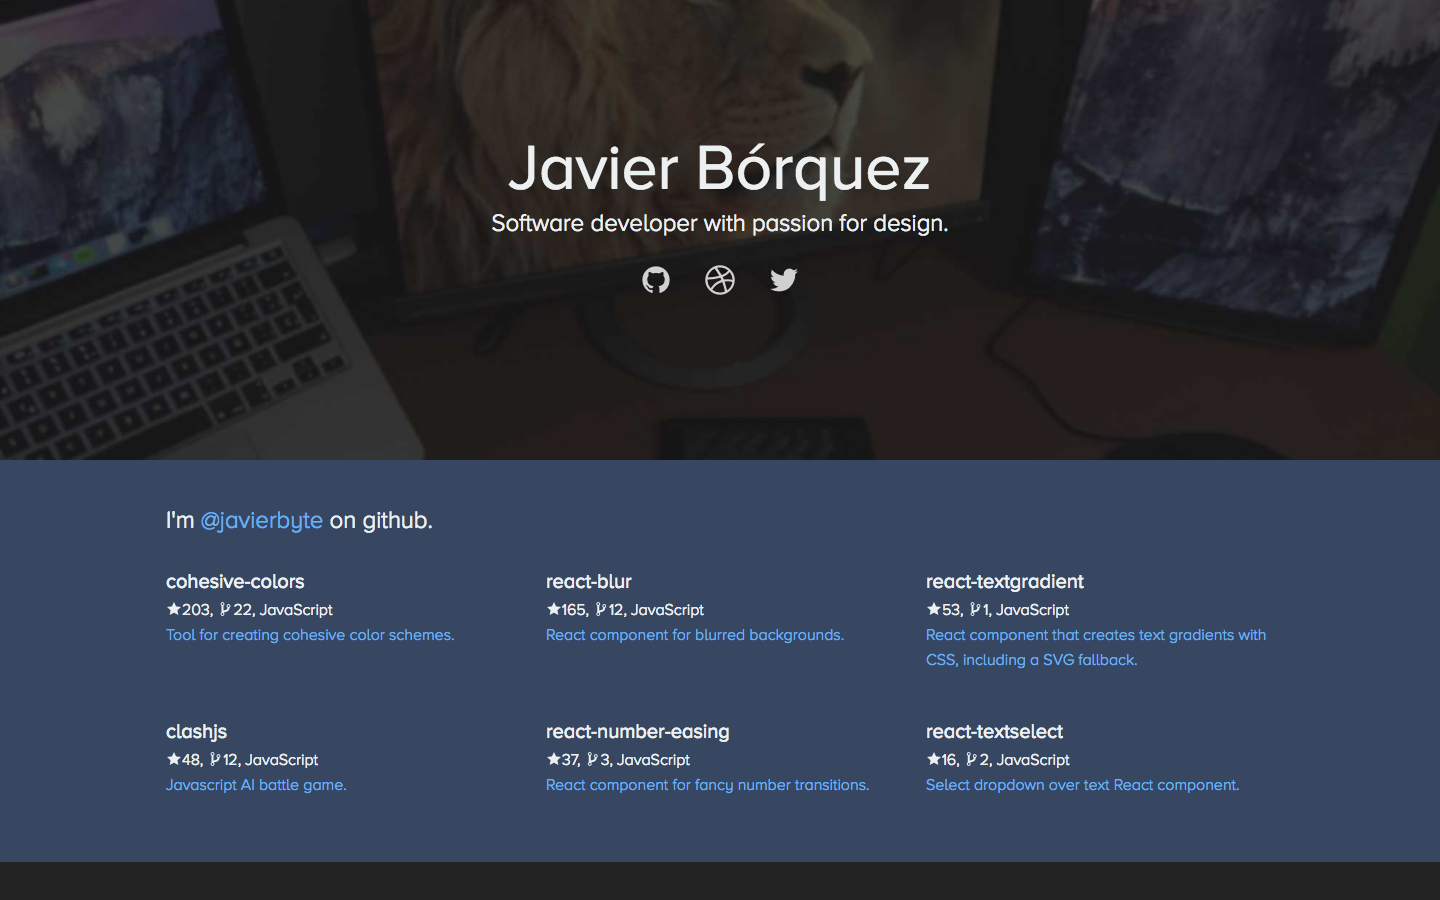 Javier Bórquez
Software developer with passion for design.
I'm @javierbyte on github.
cohesive-colors
203, 22, JavaScript
Tool for creating cohesive color schemes.
react-blur
165, 12, JavaScript
React component for blurred backgrounds.
react-textgradient
53, 1, JavaScript
React component that creates text gradients with
CSS, including a SVG fallback.
clashjs
48, 12, JavaScript
Javascript AI battle game.
react-number-easing
37, 3, JavaScript
React component for fancy number transitions.
react-textselect
16, 2, JavaScript
Select dropdown over text React component.